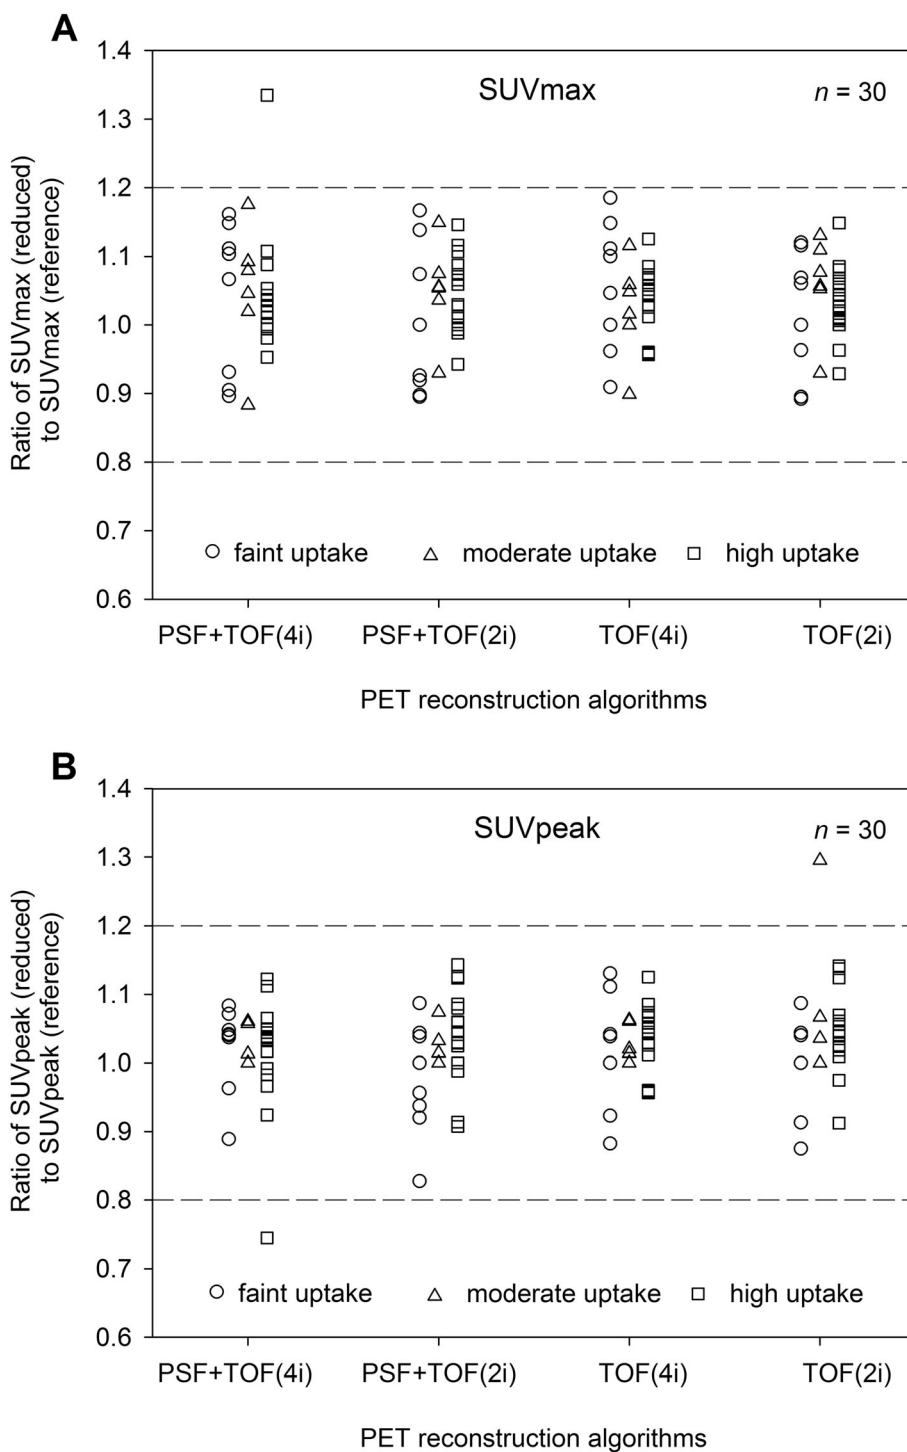 A
1.4
SUVmax
n = 30
1.3
1.2
1.1
1.0
0.9
0.8
0.7
0.6
Ratio of SUVmax (reduced)
to SUVmax (reference)
faint uptake
moderate uptake
high uptake
PSF+TOF(4i)
PSF+TOF(2i)
TOF(4i)
TOF(2i)
PET reconstruction algorithms
B
1.4
SUVpeak
n = 30
1.3
1.2
1.1
1.0
0.9
0.8
0.7
0.6
Ratio of SUVpeak (reduced)
to SUVpeak (reference)
faint uptake
moderate uptake
high uptake
PSF+TOF(4i)
PSF+TOF(2i)
TOF(4i)
TOF(2i)
PET reconstruction algorithms